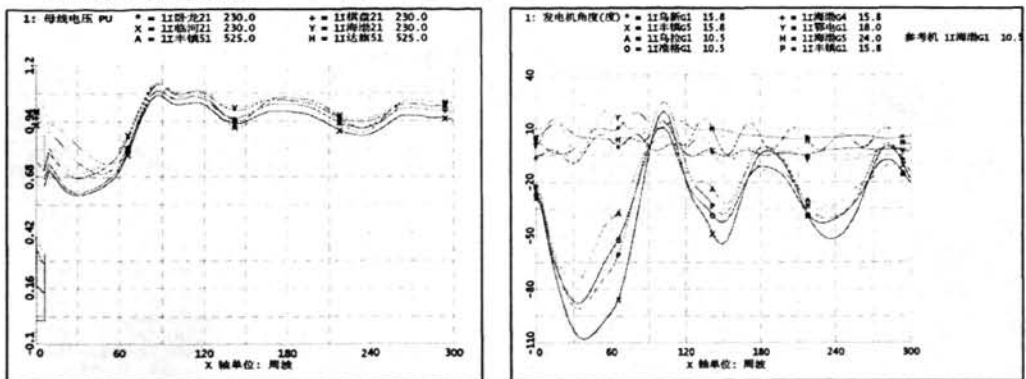 1: 母线电压 PU
* = 1I卧龙21 230.0
+ = 1I棋盘21 230.0
X = 1I临河21 230.0
Y = 1I海渤21 230.0
A = 1I丰镇51 525.0
H = 1I达旗51 525.0
1.2
0.94
0.68
0.42
0.16
-0.1
-0
60
120
180
240
300
X 轴单位: 周波
1: 发电机角度(度)
* = 1I乌新G1 15.8
+ = 1I海渤G4 15.8
X = 1I丰镇G5 15.8
Y = 1I鄂电G1 18.0
A = 1I乌拉G1 10.5
H = 1I海渤G5 24.0
参考机 1I海渤G1 10.5
O = 1I准格G1 10.5
P = 1I丰镇G1 15.8
40
10
-20
-50
-80
-110
-0
60
120
180
240
300
X 轴单位: 周波